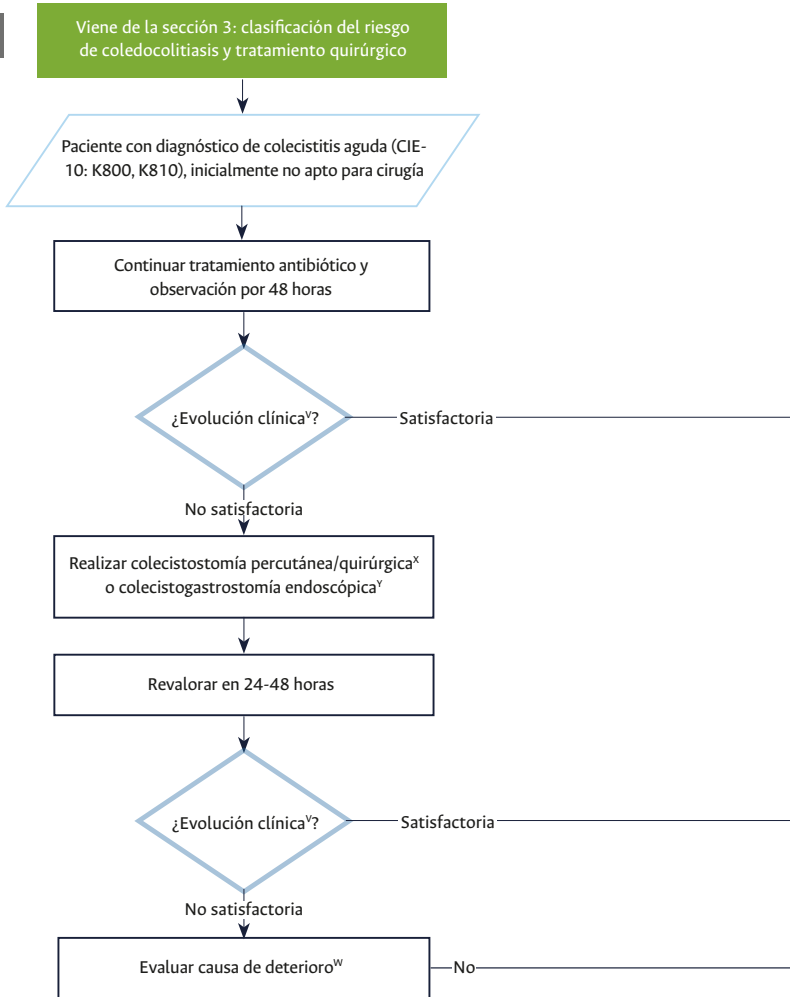 Viene de la sección 3: clasificación del riesgo
de coledocolitiasis y tratamiento quirúrgico
Paciente con diagnóstico de colecistitis aguda (CIE-
10: K800, K810), inicialmente no apto para cirugía
Continuar tratamiento antibiótico y
observación por 48 horas
¿Evolución clínicaⱽ?
Satisfactoria
No satisfactoria
Realizar colecistostomía percutánea/quirúrgicaˣ
o colecistogastrostomía endoscópicaʸ
Revalorar en 24-48 horas
¿Evolución clínicaⱽ?
Satisfactoria
No satisfactoria
Evaluar causa de deterioroᵂ
No